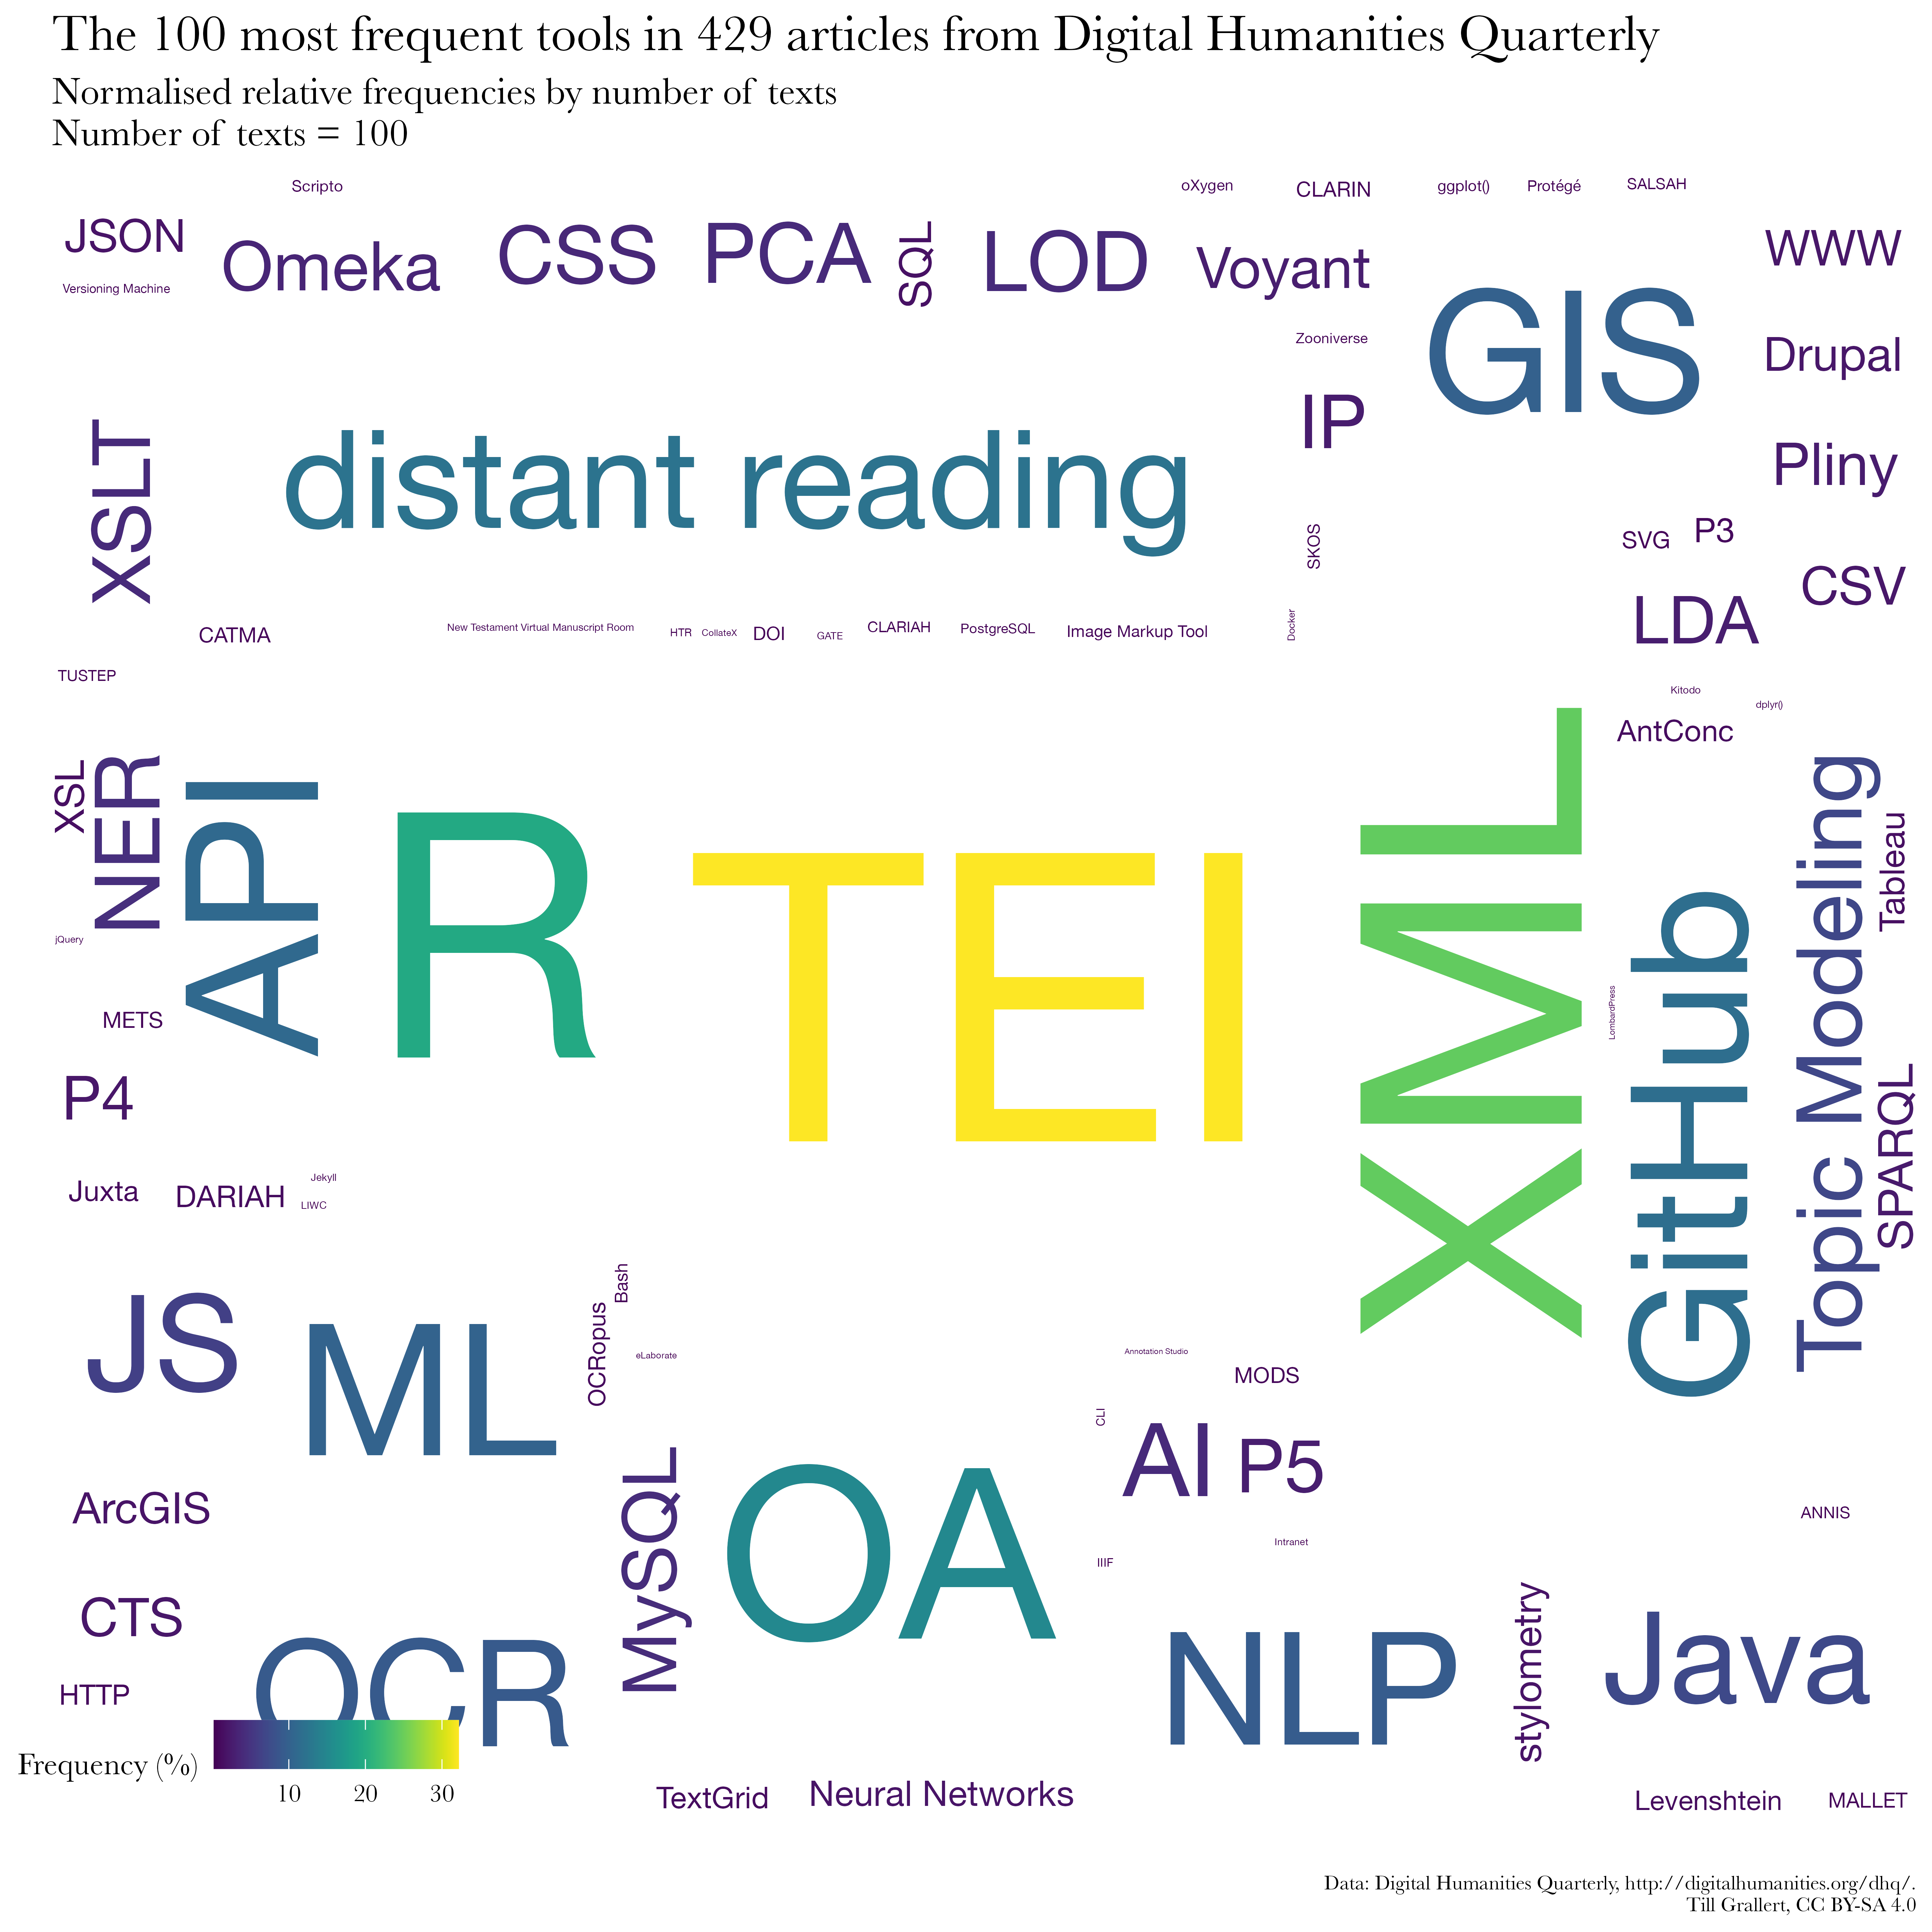 The 100 most frequent tools in 429 articles from Digital Humanities Quarterly
Normalised relative frequencies by number of texts
Number of texts = 100
Scripto
oXygen
CLARIN
ggplot()
Protégé
SALSAH
JSON
Omeka
CSS
PCA
SQL
LOD
Voyant
WWW
Versioning Machine
GIS
Zooniverse
Drupal
IP
XSLT
distant reading
Pliny
SKOS
SVG
P3
CSV
LDA
CATMA
New Testament Virtual Manuscript Room
HTR
CollateX
DOI
GATE
CLARIAH
PostgreSQL
Image Markup Tool
Docker
TUSTEP
Kitodo
dplyr()
AntConc
XSL
NER
API
R
TEI
XML
GitHub
Topic Modeling
Tableau
jQuery
METS
LombardPress
P4
SPARQL
Juxta
DARIAH
Jekyll
LIWC
Bash
JS
ML
OCRopus
eLaborate
Annotation Studio
MODS
CLI
AI
P5
ArcGIS
MySQL
OA
ANNIS
Intranet
IIIF
CTS
stylometry
Java
OCR
NLP
HTTP
Frequency (%)
10
20
30
TextGrid
Neural Networks
Levenshtein
MALLET
Data: Digital Humanities Quarterly, http://digitalhumanities.org/dhq/.
Till Grallert, CC BY-SA 4.0